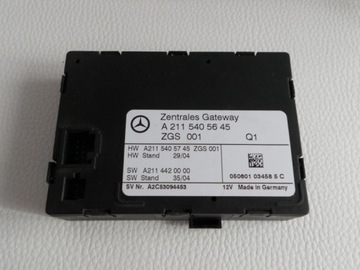 Zentrales Gateway
A 211 540 56 45
ZGS 001 Q1
HW A211 540 57 45 ZGS 001
HW Stand 29/04
SW A211 442 00 00
SW Stand 35/04
050601 03458 5 C
SV Nr. A2C53094453 12V Made in Germany